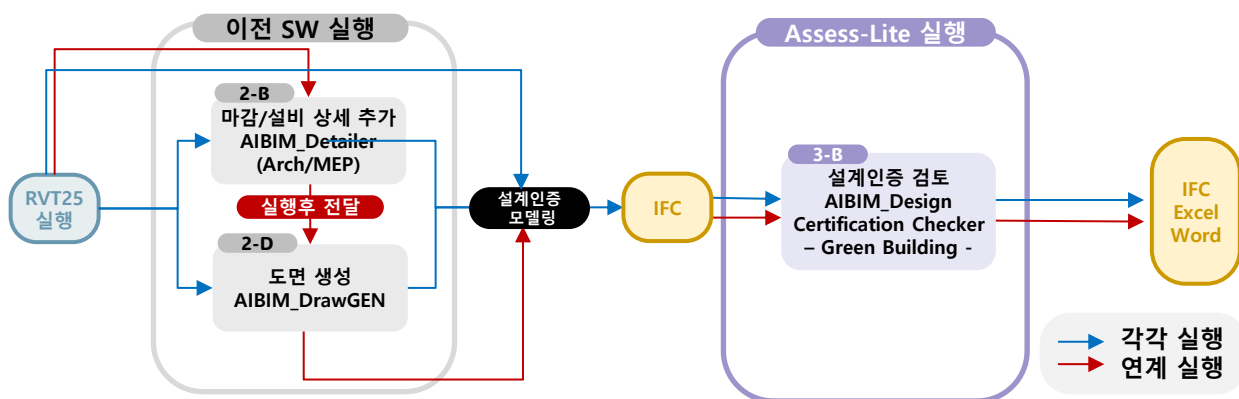 이전 SW 실행
Assess-Lite 실행
2-B
마감/설비 상세 추가
AIBIM_Detailer
(Arch/MEP)
RVT25
실행
실행후 전달
2-D
도면 생성
AIBIM_DrawGEN
설계인증
모델링
IFC
3-B
설계인증 검토
AIBIM_Design
Certification Checker
– Green Building -
IFC
Excel
Word
각각 실행
연계 실행